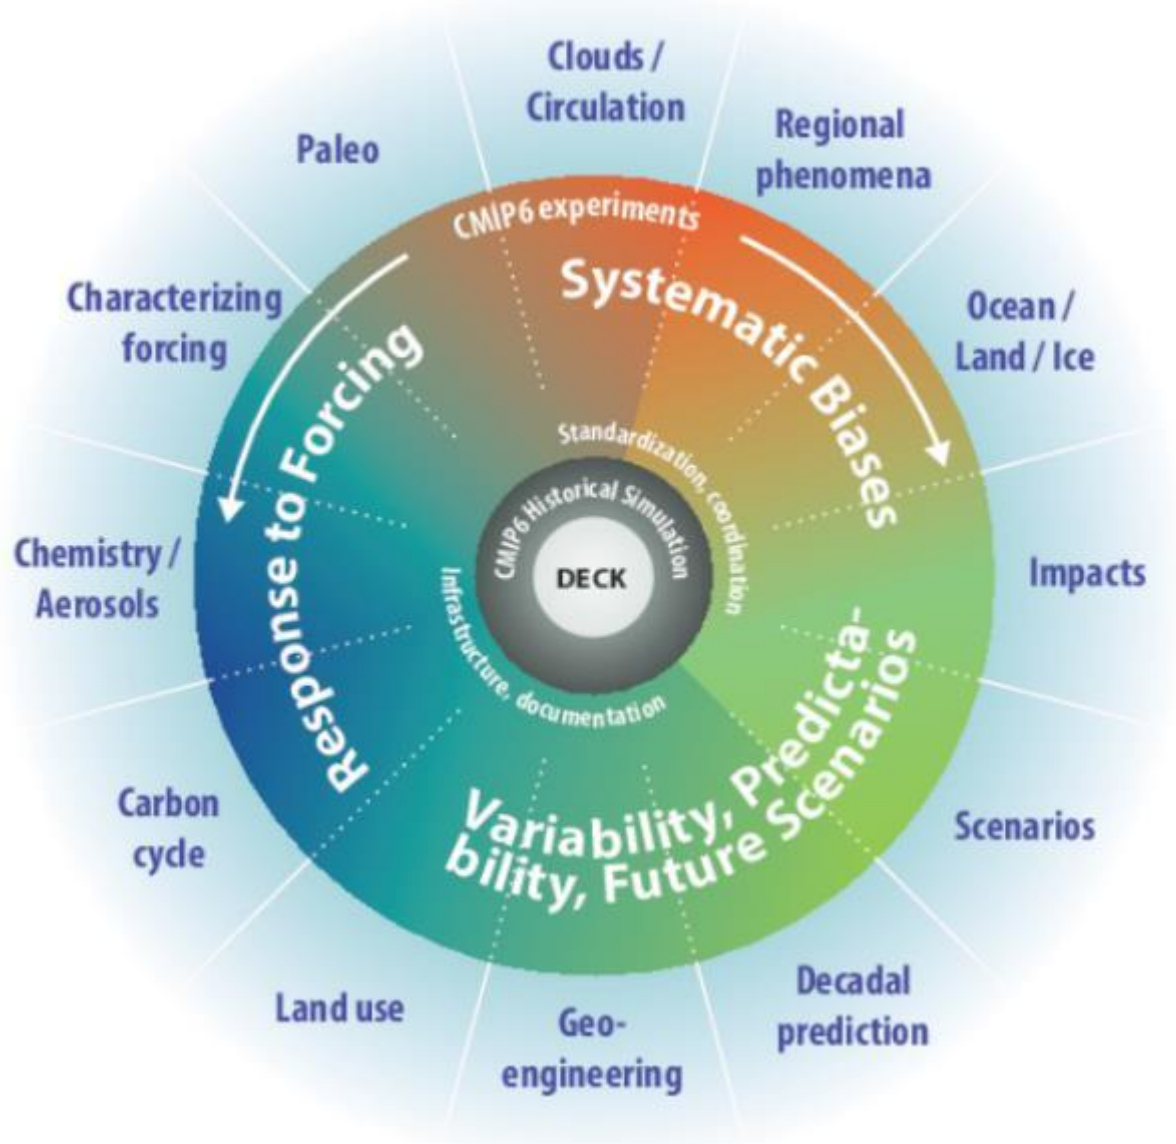 Clouds /
Circulation
Regional
phenomena
Ocean /
Land / Ice
Impacts
Scenarios
Decadal
prediction
Geo-
engineering
Land use
Carbon
cycle
Chemistry /
Aerosols
Characterizing
forcing
Paleo
CMIP6 experiments
Systematic Biases
Variability, Predicta-
bility, Future Scenarios
Response to Forcing
Standardization, coordination
Infrastructure, documentation
CMIP6 Historical Simulation
DECK